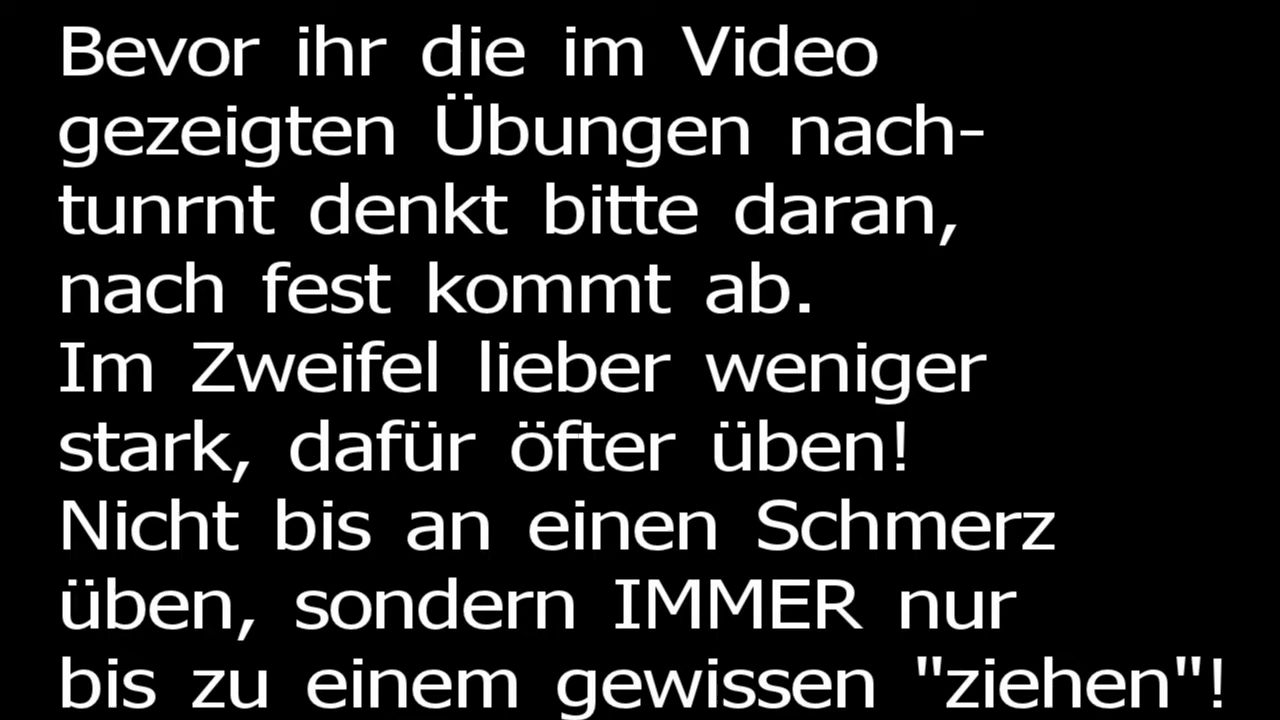 Bevor ihr die im Video
gezeigten Übungen nach-
tunrnt denkt bitte daran,
nach fest kommt ab.
Im Zweifel lieber weniger
stark, dafür öfter üben!
Nicht bis an einen Schmerz
üben, sondern IMMER nur
bis zu einem gewissen "ziehen"!